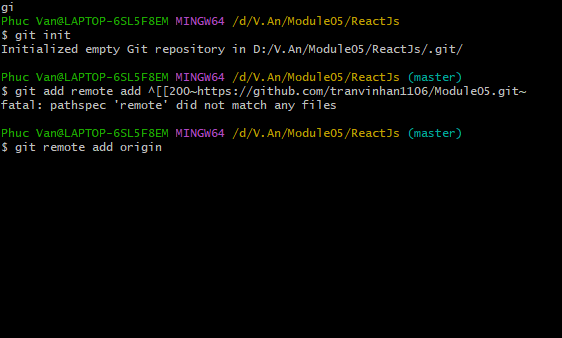 gi
Phuc Van@LAPTOP-6SL5F8EM MINGW64 /d/V.An/Module05/ReactJs
$ git init
Initialized empty Git repository in D:/V.An/Module05/ReactJs/.git/
Phuc Van@LAPTOP-6SL5F8EM MINGW64 /d/V.An/Module05/ReactJs (master)
$ git add remote add ^[[200~https://github.com/tranvinhan1106/Module05.git~
fatal: pathspec 'remote' did not match any files
Phuc Van@LAPTOP-6SL5F8EM MINGW64 /d/V.An/Module05/ReactJs (master)
$ git remote add origin